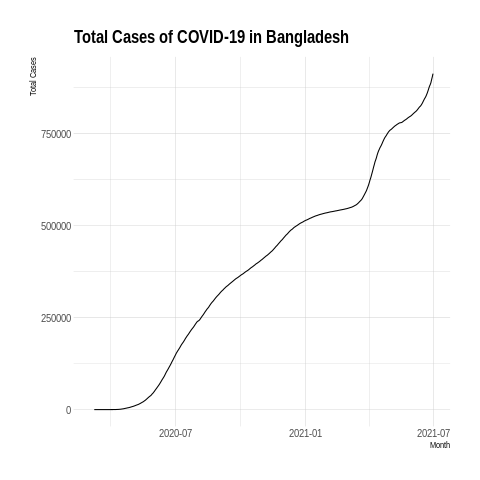 Total Cases of COVID-19 in Bangladesh
Total Cases
750000
500000
250000
0
2020-07 2021-01 2021-07
Month